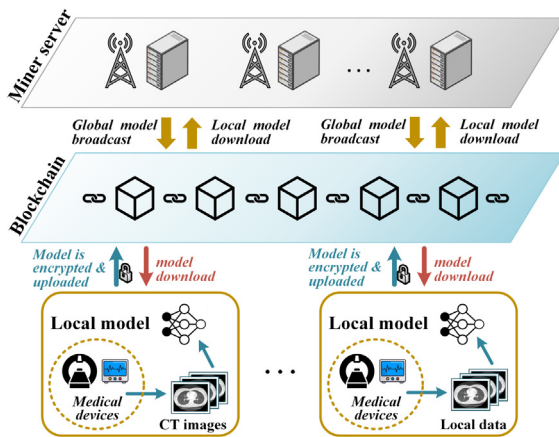 Miner server
...
Global model
broadcast
Local model
download
Global model
broadcast
Local model
download
Blockchain
Model is
encrypted &
uploaded
model
download
Model is
encrypted &
uploaded
model
download
Local model
Medical
devices
CT images
...
Local model
Medical
devices
Local data